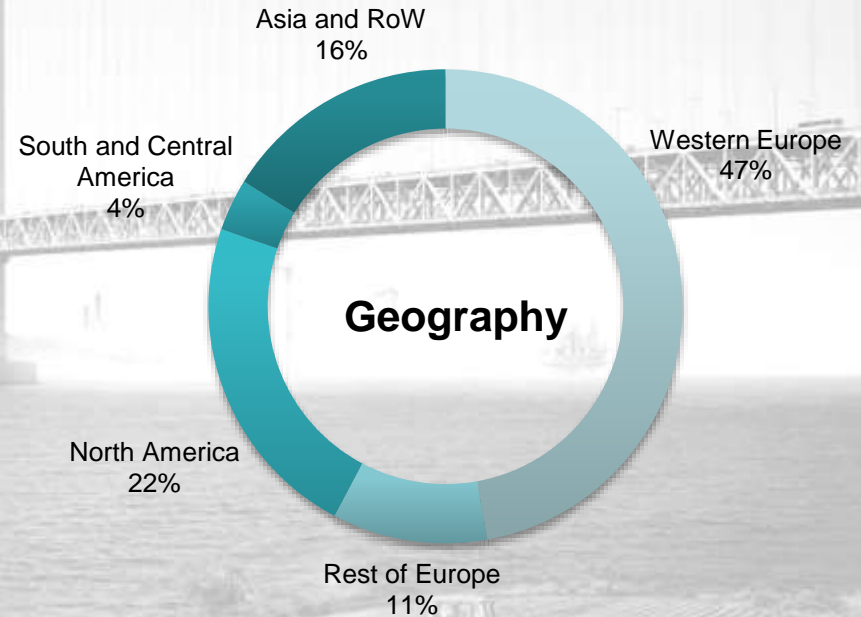 Asia and RoW
16%
Western Europe
47%
South and Central
America
4%
Geography
North America
22%
Rest of Europe
11%